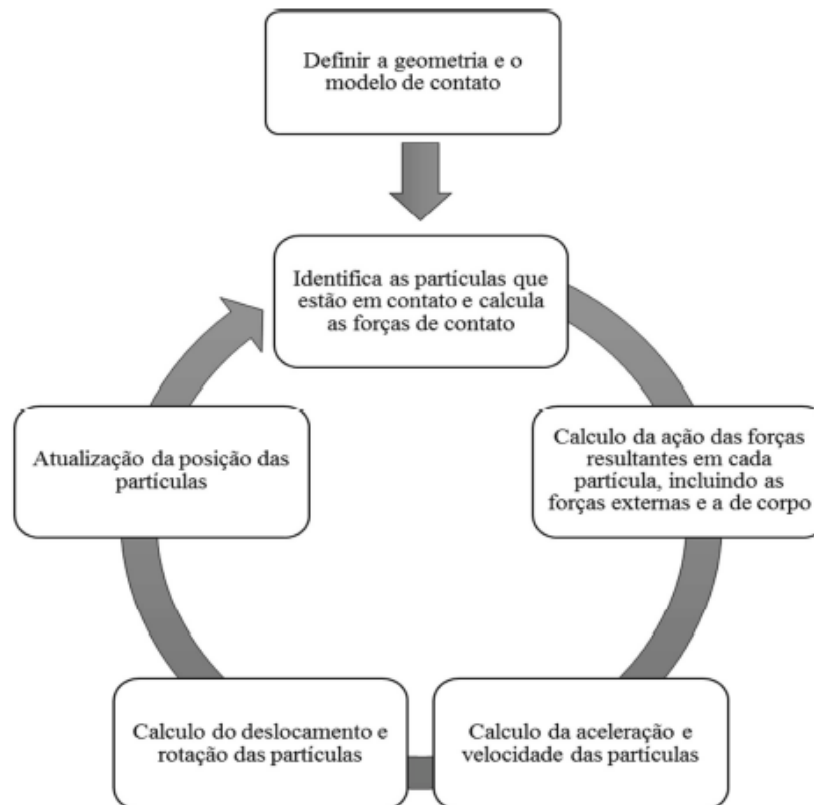 Definir a geometria e o
modelo de contato
Identifica as partículas que
estão em contato e calcula
as forças de contato
Calculo da ação das forças
resultantes em cada
partícula, incluindo as
forças externas e a de corpo
Calculo da aceleração e
velocidade das partículas
Calculo do deslocamento e
rotação das partículas
Atualização da posição das
partículas